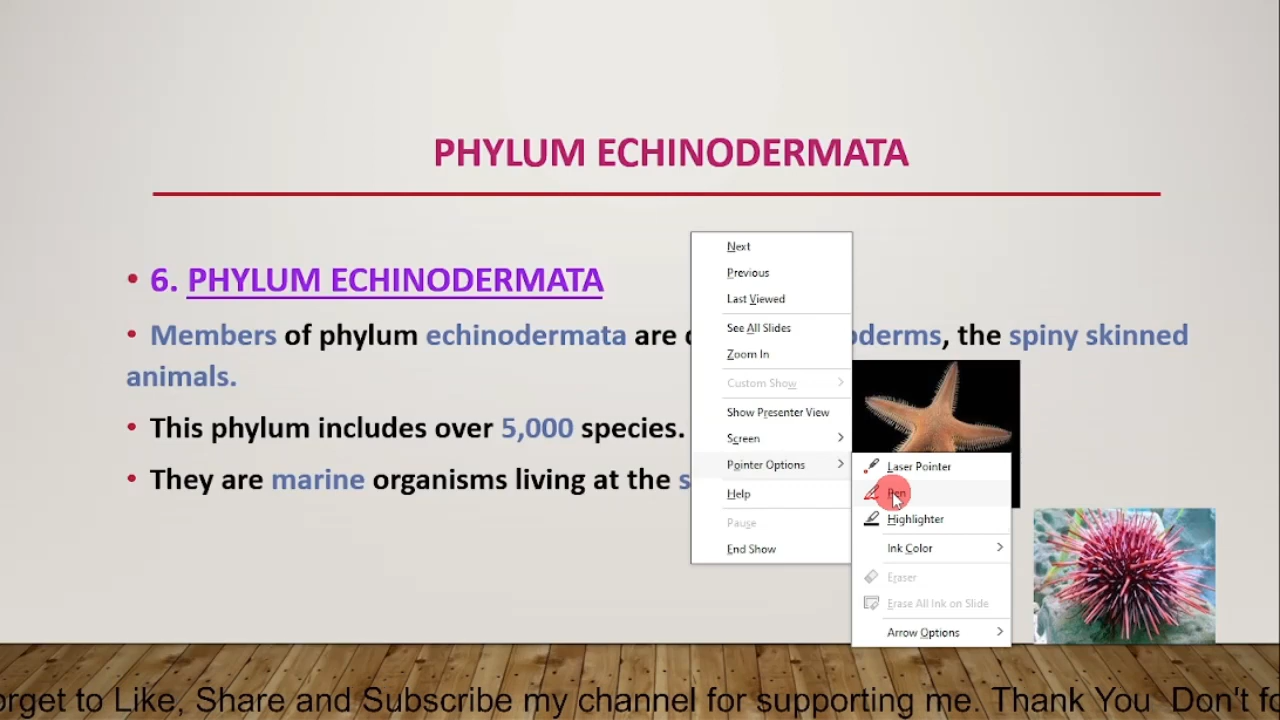 PHYLUM ECHINODERMATA
• 6. PHYLUM ECHINODERMATA
• Members of phylum echinodermata are oderms, the spiny skinned
animals.
• This phylum includes over 5,000 species.
• They are marine organisms living at the s
Next
Previous
Last Viewed
See All Slides
Zoom In
Custom Show
Show Presenter View
Screen
Pointer Options
Help
Pause
End Show
Laser Pointer
Pen
Highlighter
Ink Color
Eraser
Erase All Ink on Slide
Arrow Options
orget to Like, Share and Subscribe my channel for supporting me. Thank You Don't fo